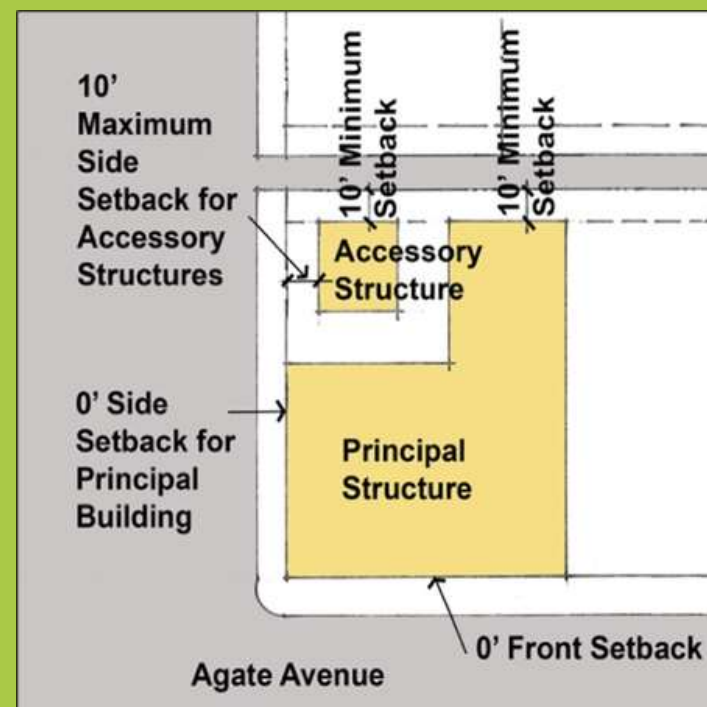 10’
Maximum
Side
Setback for
Accessory
Structures
10’ Minimum
Setback
10’ Minimum
Setback
Accessory
Structure
0’ Side
Setback for
Principal
Building
Principal
Structure
0’ Front Setback
Agate Avenue